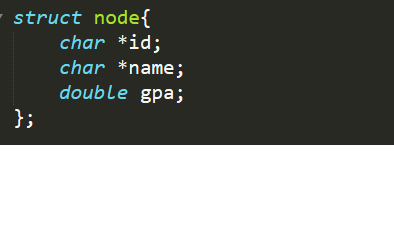 struct node{
    char *id;
    char *name;
    double gpa;
};